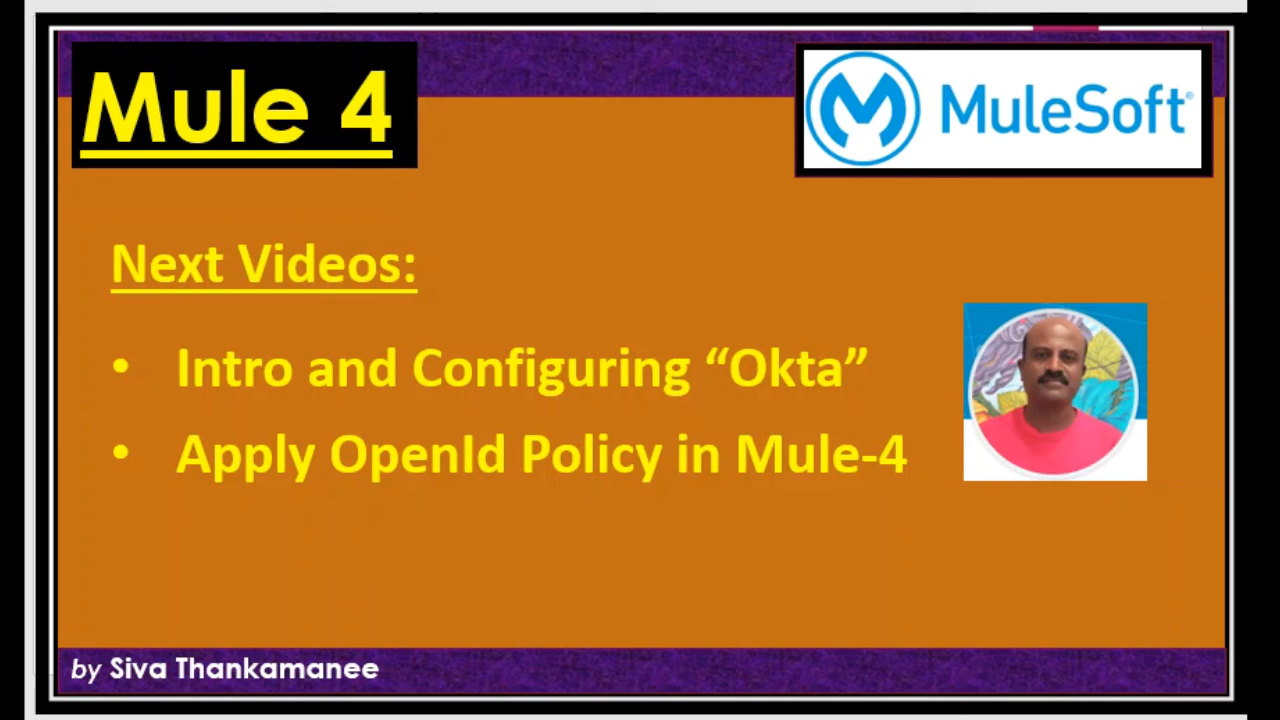 Mule 4
MuleSoft®
Next Videos:
• Intro and Configuring “Okta”
• Apply OpenId Policy in Mule-4
by Siva Thankamanee